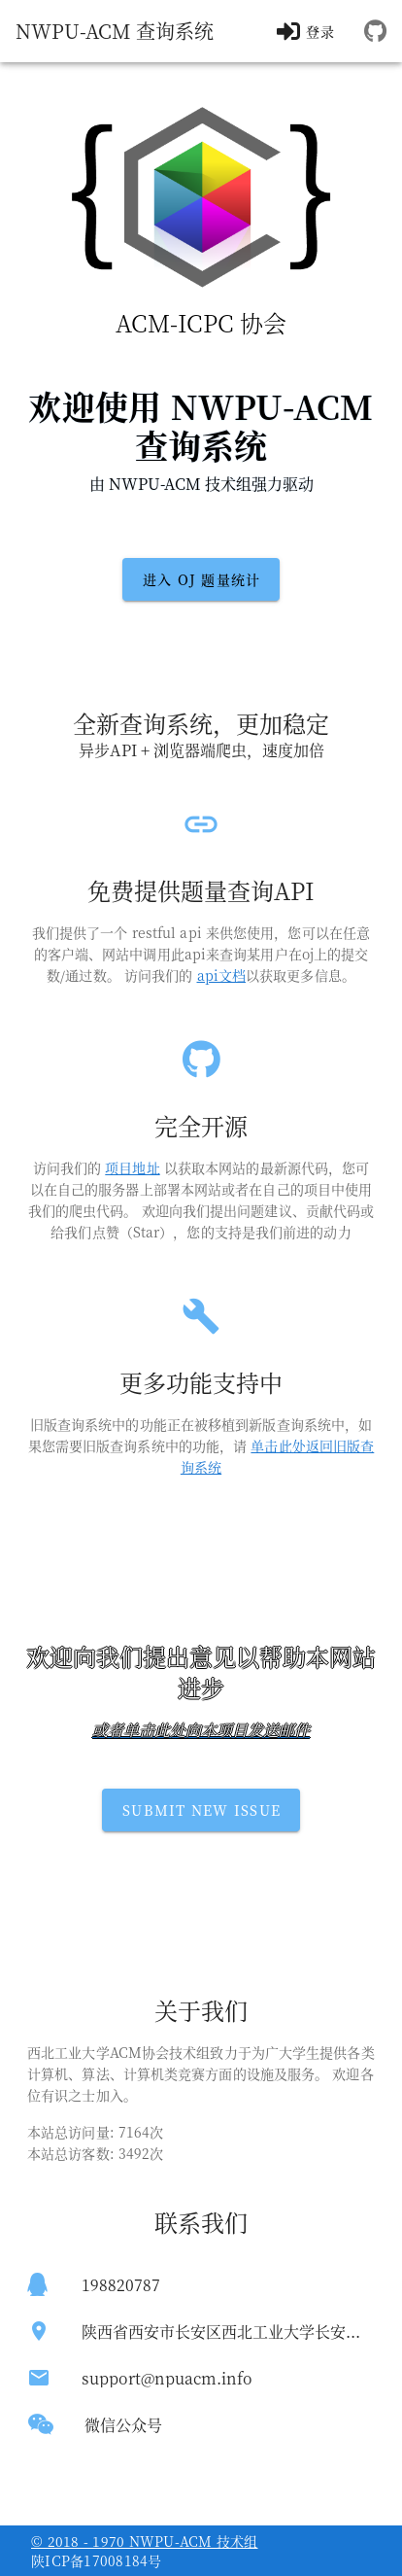 NWPU-ACM 查询系统
登录
ACM-ICPC 协会
欢迎使用 NWPU-ACM
查询系统
由 NWPU-ACM 技术组强力驱动
进入 OJ 题量统计
全新查询系统，更加稳定
异步API + 浏览器端爬虫，速度加倍
免费提供题量查询API
我们提供了一个 restful api 来供您使用，您可以在任意
的客户端、网站中调用此api来查询某用户在oj上的提交
数/通过数。 访问我们的 api文档以获取更多信息。
完全开源
访问我们的 项目地址 以获取本网站的最新源代码，您可
以在自己的服务器上部署本网站或者在自己的项目中使用
我们的爬虫代码。 欢迎向我们提出问题建议、贡献代码或
给我们点赞（Star），您的支持是我们前进的动力
更多功能支持中
旧版查询系统中的功能正在被移植到新版查询系统中，如
果您需要旧版查询系统中的功能，请 单击此处返回旧版查
询系统
欢迎向我们提出意见以帮助本网站
进步
或者单击此处向本项目发送邮件
SUBMIT NEW ISSUE
关于我们
西北工业大学ACM协会技术组致力于为广大学生提供各类
计算机、算法、计算机类竞赛方面的设施及服务。 欢迎各
位有识之士加入。
本站总访问量: 7164次
本站总访客数: 3492次
联系我们
198820787
陕西省西安市长安区西北工业大学长安...
support@npuacm.info
微信公众号
© 2018 - 1970 NWPU-ACM 技术组
陕ICP备17008184号